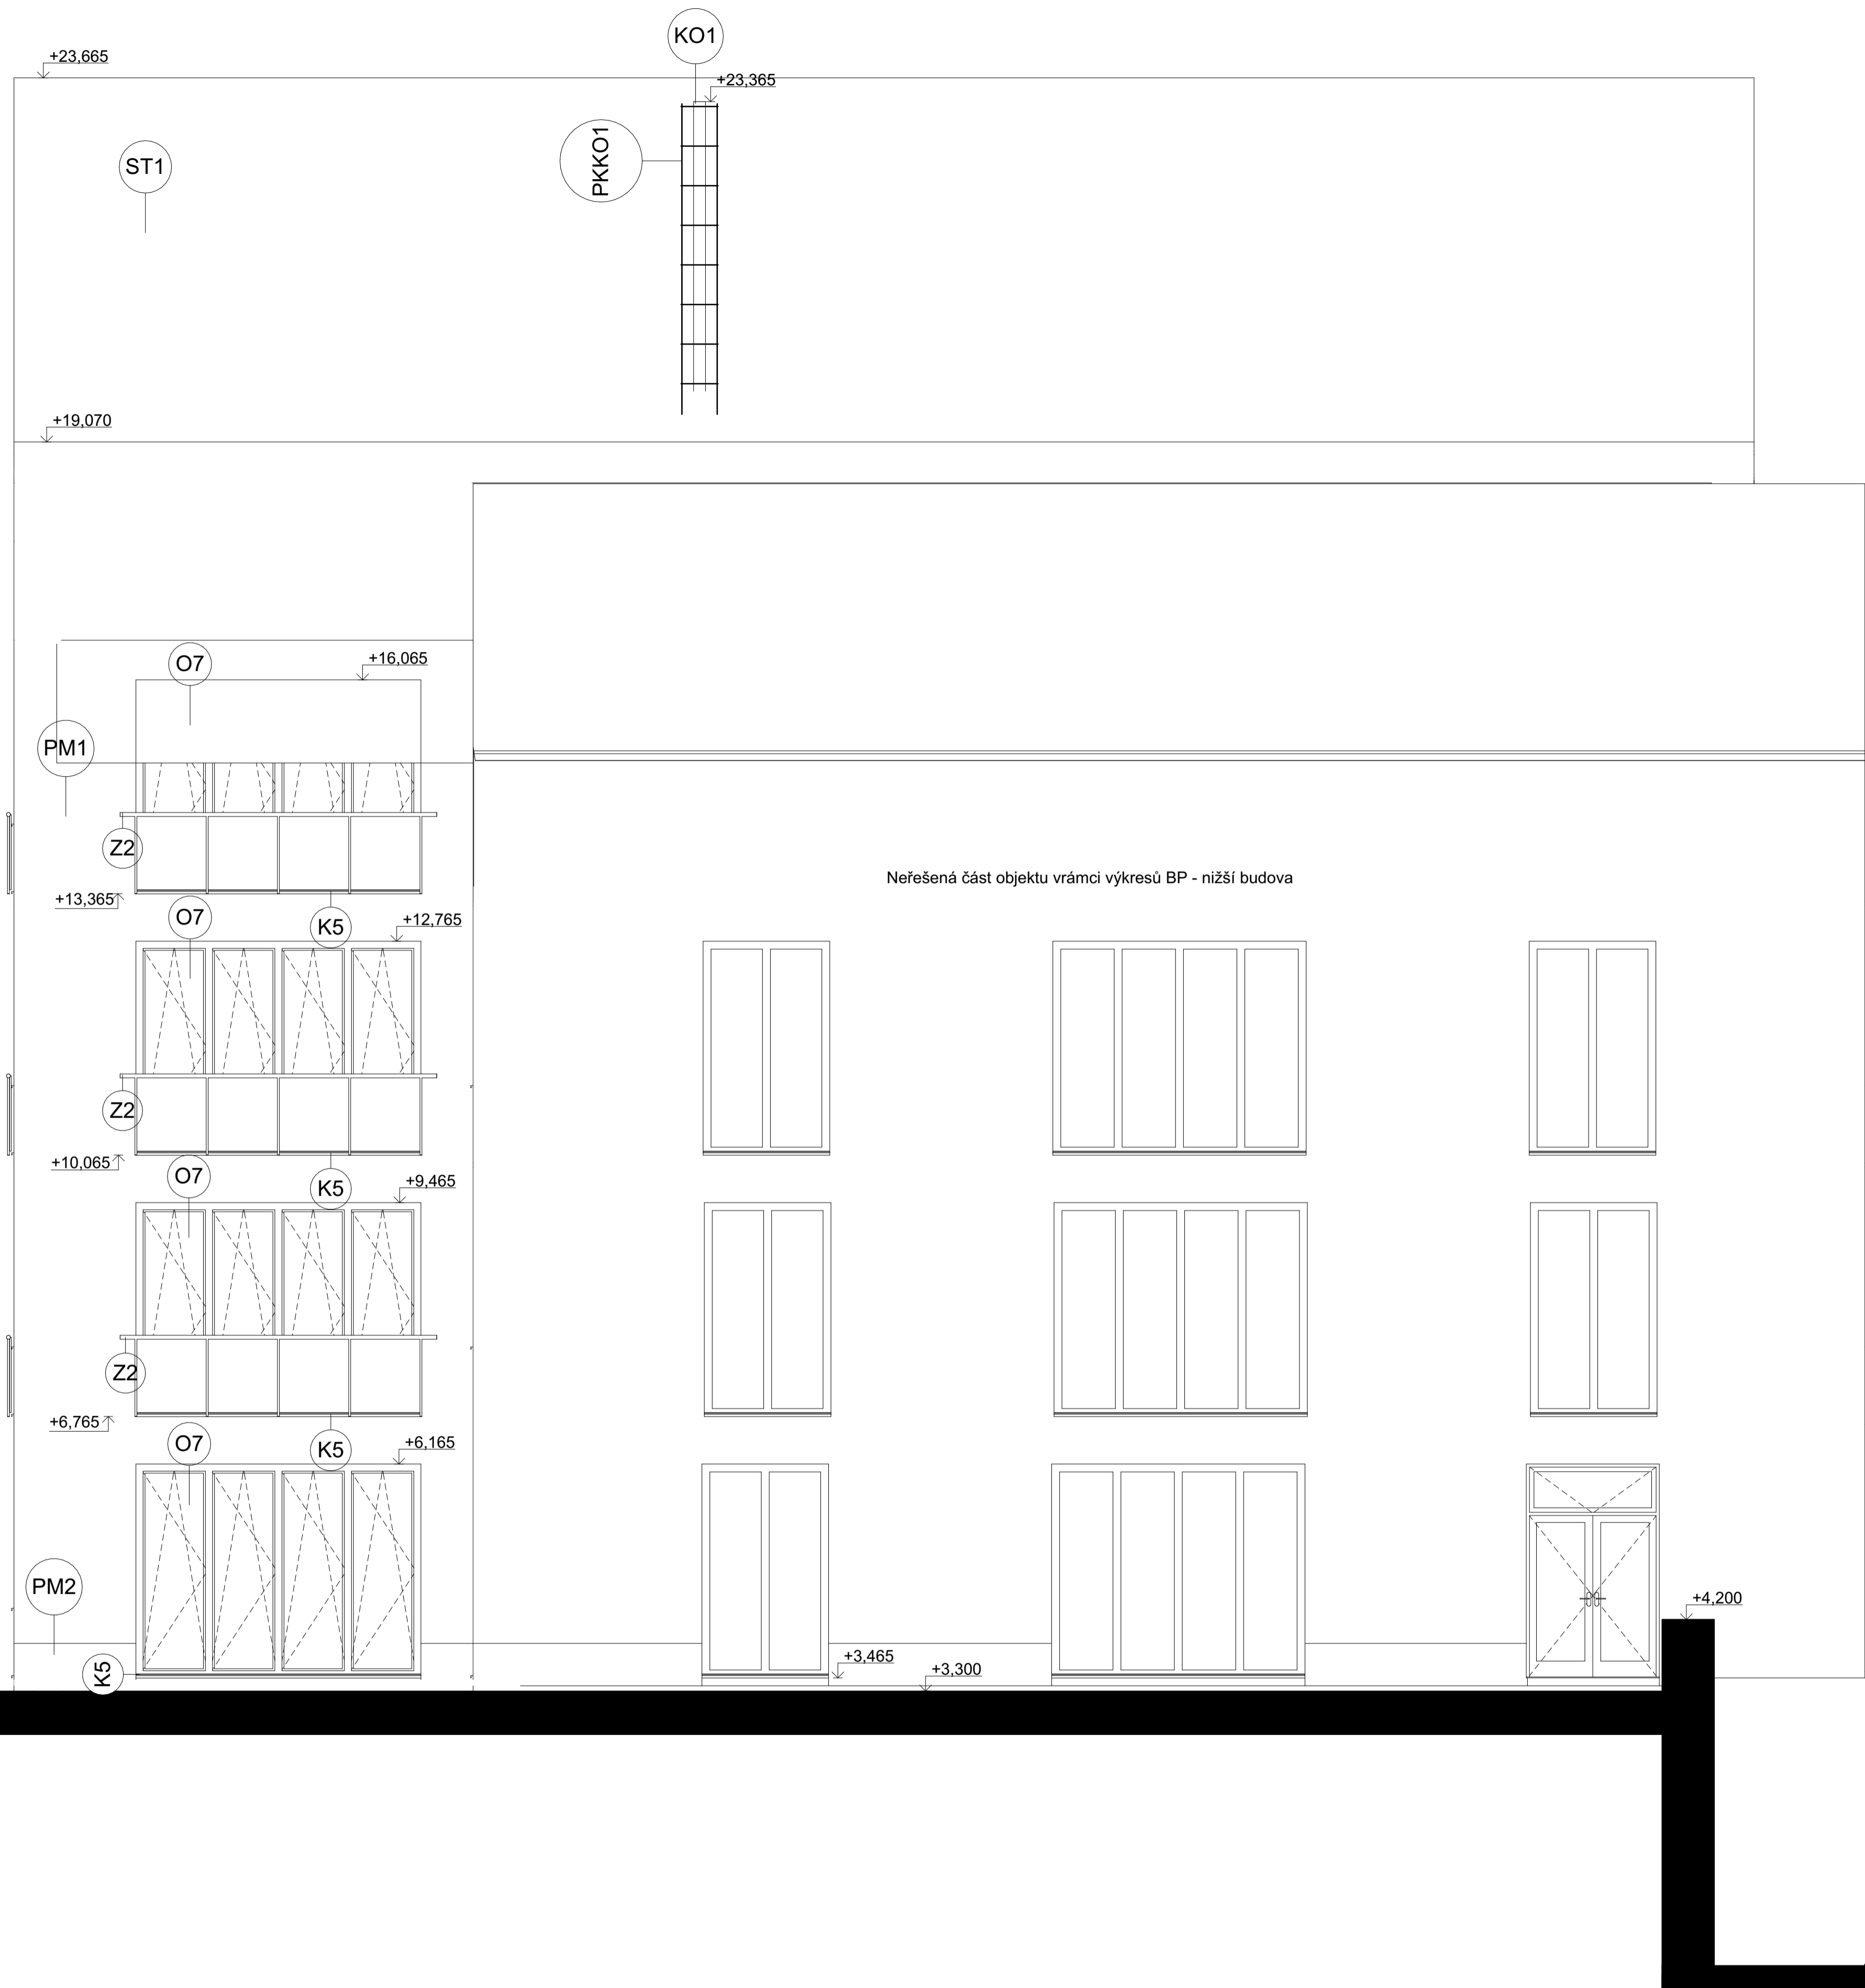 KO1
+23,665
+23,365
PKKO1
ST1
+19,070
O7
+16,065
PM1
Z2
Neřešená část objektu vrámci výkresů BP - nižší budova
+13,365
O7
K5
+12,765
Z2
+10,065
O7
K5
+9,465
Z2
+6,765
O7
K5
+6,165
PM2
+4,200
K5
+3,465
+3,300